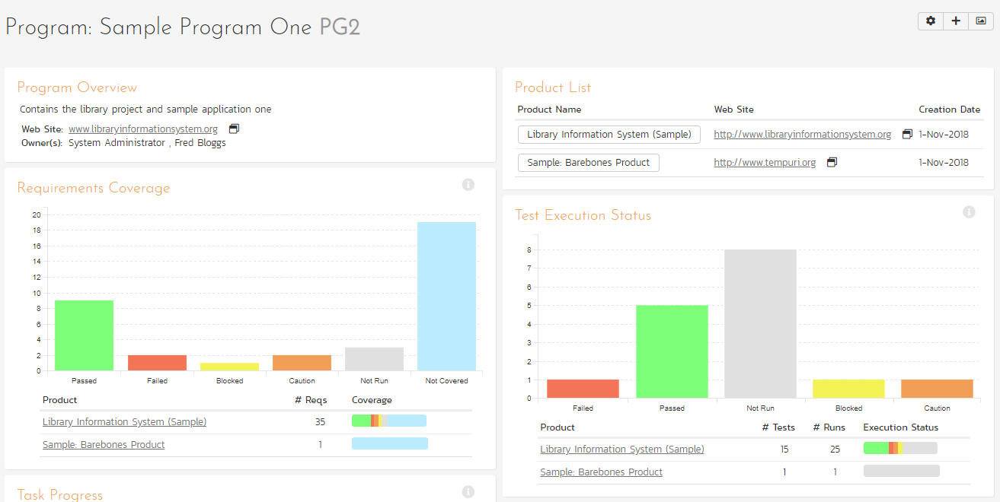 Program: Sample Program One PG2
Program Overview
Contains the library project and sample application one
Web Site: www.libraryinformationsystem.org
Owner(s): System Administrator , Fred Bloggs
Product List
Product Name Web Site Creation Date
Library Information System (Sample) http://www.libraryinformationsystem.org 1-Nov-2018
Sample: Barebones Product http://www.tempuri.org 1-Nov-2018
Requirements Coverage
20
18
16
14
12
10
8
6
4
2
0
Passed Failed Blocked Caution Not Run Not Covered
Product # Reqs Coverage
Library Information System (Sample) 35
Sample: Barebones Product 1
Test Execution Status
8
7
6
5
4
3
2
1
0
Failed Passed Not Run Blocked Caution
Product # Tests # Runs Execution Status
Library Information System (Sample) 15 25
Sample: Barebones Product 1 1
Task Progress